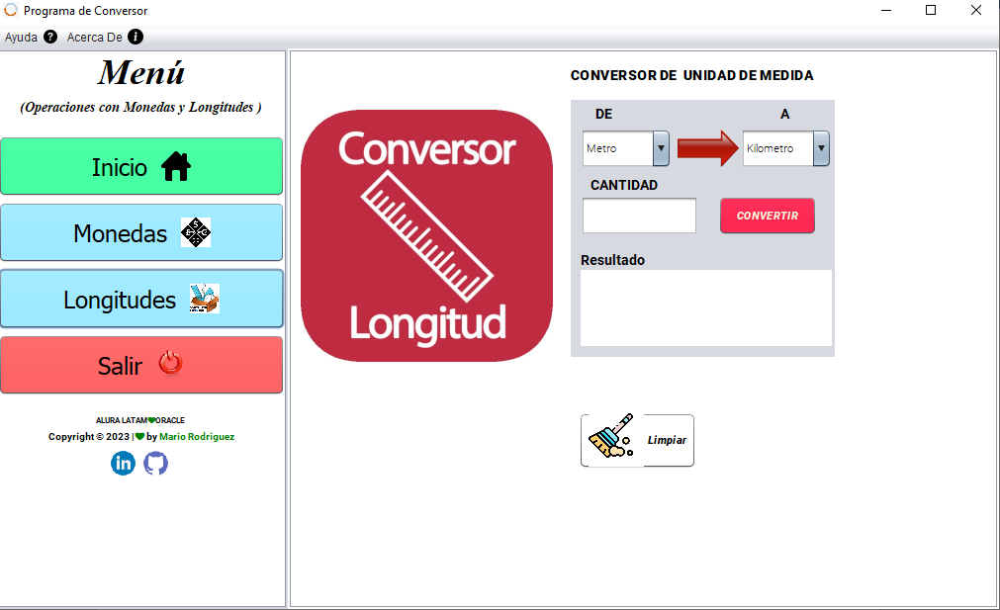 Programa de Conversor
Ayuda ? Acerca De i
Menú
(Operaciones con Monedas y Longitudes )
Inicio
Monedas
Longitudes
Salir
ALURA LATAM ORACLE
Copyright © 2023 | by Mario Rodriguez
in
Conversor
Longitud
CONVERSOR DE UNIDAD DE MEDIDA
DE A
Metro Kilometro
CANTIDAD
CONVERTIR
Resultado
Limpiar